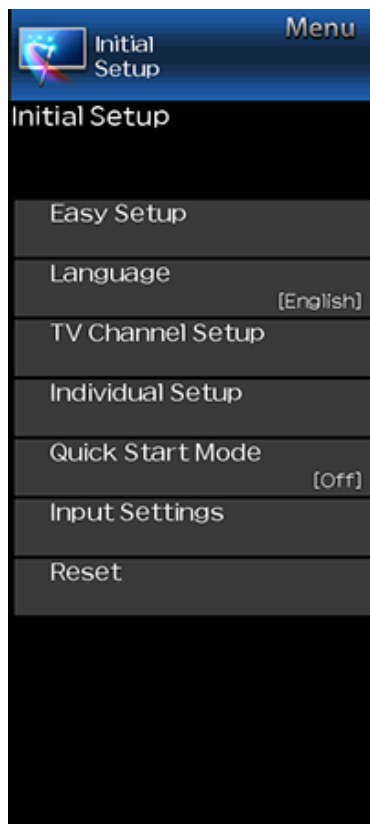 Menu
Initial
Setup
Initial Setup
Easy Setup
Language
[English]
TV Channel Setup
Individual Setup
Quick Start Mode
[Off]
Input Settings
Reset